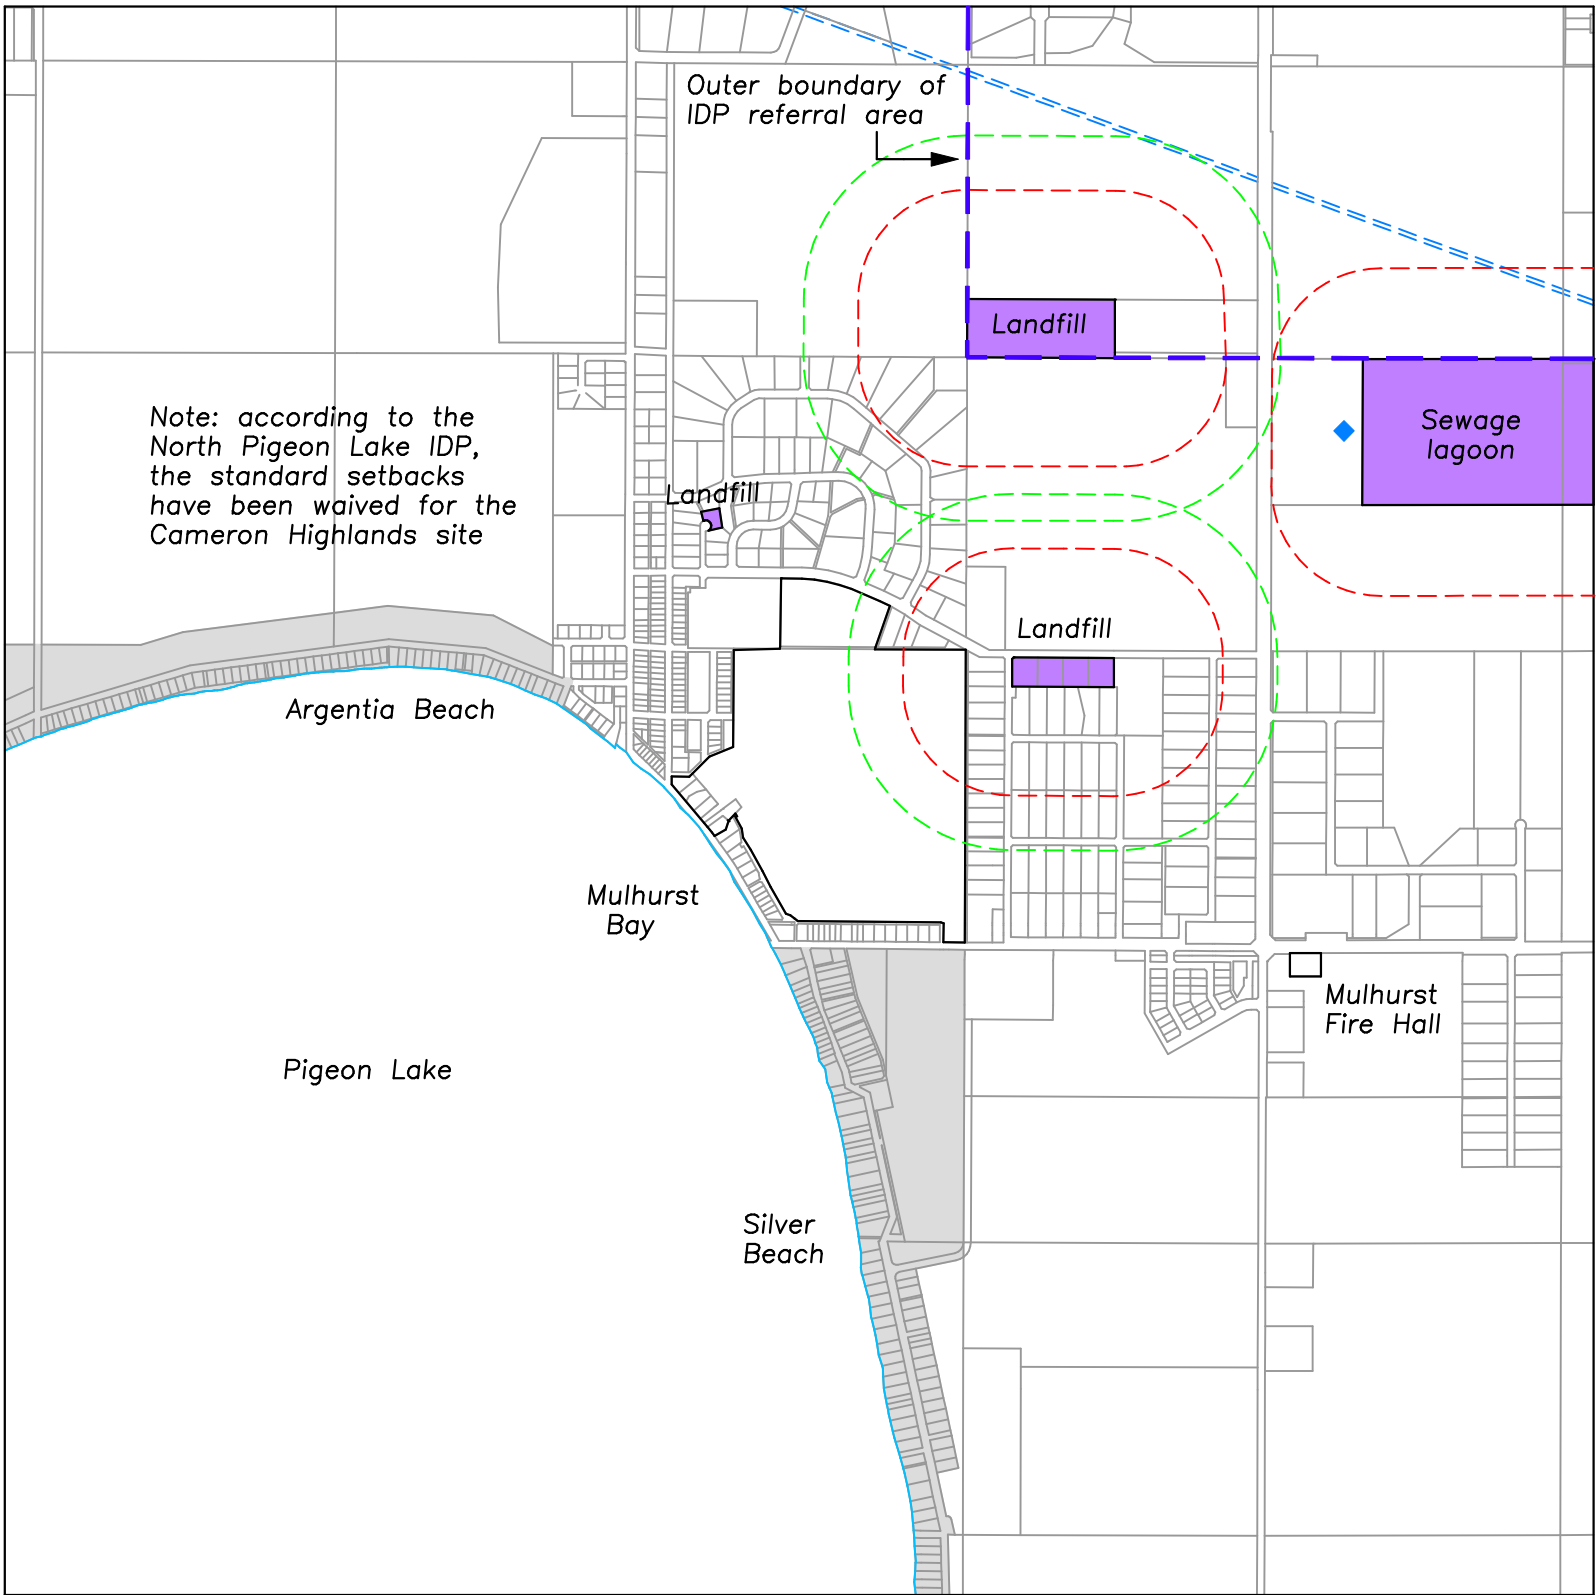 Outer boundary of
IDP referral area
Landfill
Note: according to the
North Pigeon Lake IDP,
the standard setbacks
have been waived for the
Cameron Highlands site
Sewage
lagoon
Landfill
Landfill
Argentia Beach
Mulhurst
Bay
Mulhurst
Fire Hall
Pigeon Lake
Silver
Beach